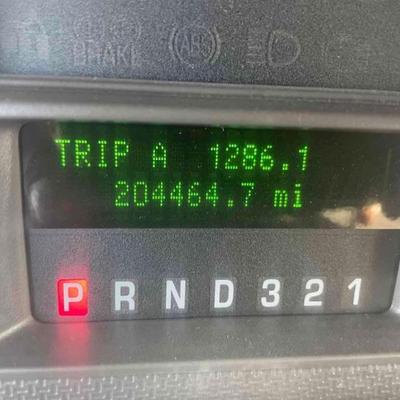 BRAKE (ABS)
TRIP A 1286.1
204464.7 mi
P R N D 3 2 1